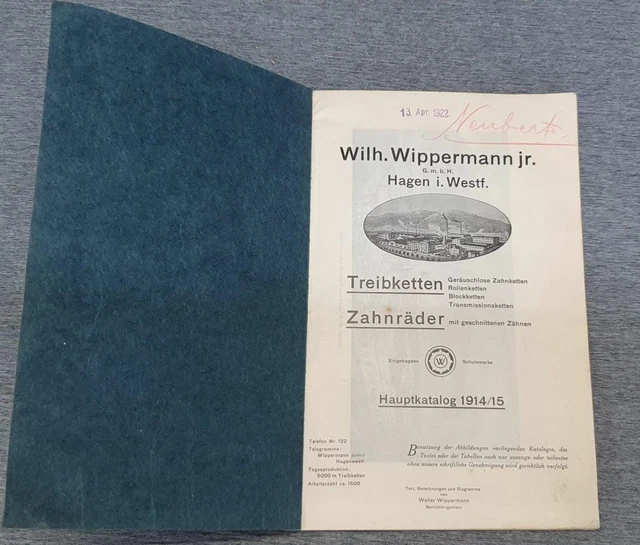 13. Apr. 1922
Neubert
Wilh. Wippermann jr.
G. m. b. H.
Hagen i. Westf.
Treibketten
Geräuschlose Zahnketten
Rollenketten
Blockketten
Transmissionsketten
Zahnräder mit geschnittenen Zähnen
Eingetragene W Schutzmarke
Hauptkatalog 1914/15
Telefon Nr. 122
Telegramme:
Wippermann junior
Hagenwestf
Tagesproduktion:
5000 m Treibketten
Arbeiterzahl ca. 1500
Benutzung der Abbildungen vorliegenden Kataloges, des
Textes oder der Tabellen auch nur auszugs- oder teilweise
ohne unsere schriftliche Genehmigung wird gerichtlich verfolgt.
Text, Berechnungen und Diagramme
von
Walter Wippermann
Betriebsingenieur